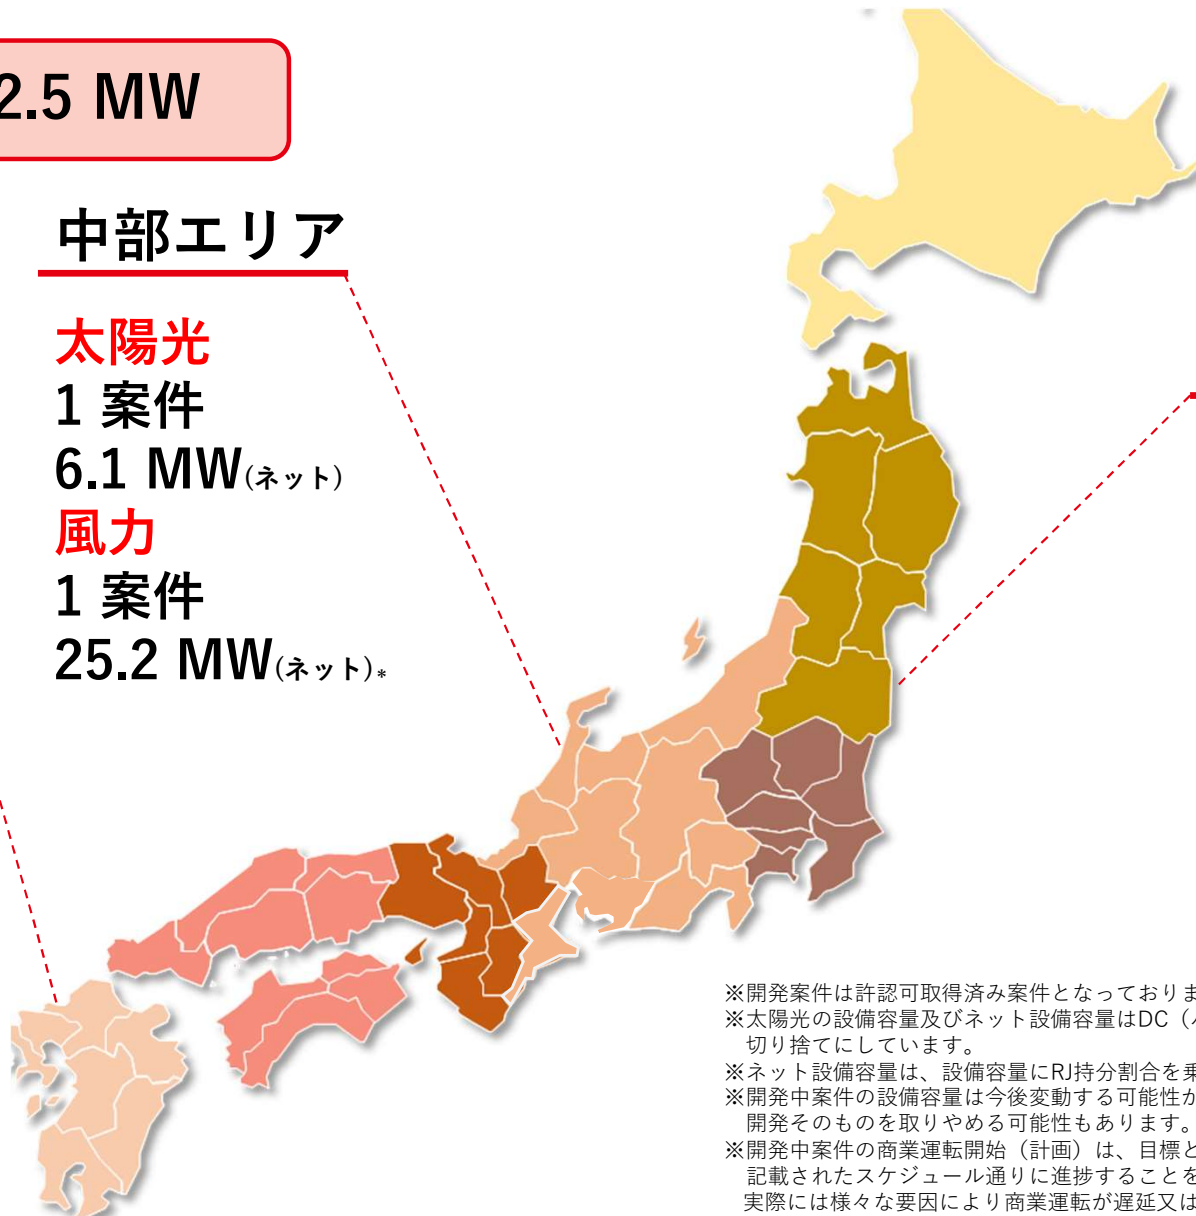 2.5 MW
中部エリア
太陽光
1 案件
6.1 MW(ネット)
風力
1 案件
25.2 MW(ネット)*
※開発案件は許認可取得済み案件となっておりま
※太陽光の設備容量及びネット設備容量はDC（
切り捨てにしています。
※ネット設備容量は、設備容量にRJ持分割合を乗
※開発中案件の設備容量は今後変動する可能性が
開発そのものを取りやめる可能性もあります。
※開発中案件の商業運転開始（計画）は、目標と
記載されたスケジュール通りに進捗することを
実際には様々な要因により商業運転が遅延又は